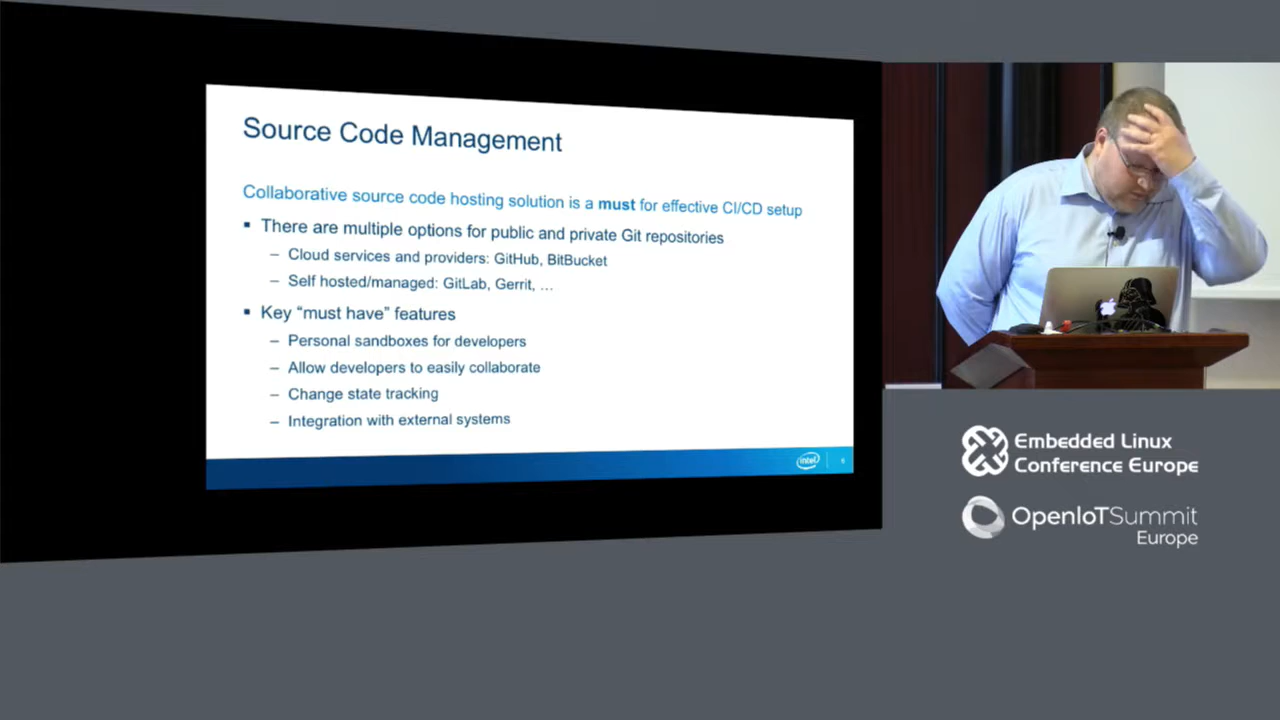 Source Code Management
Collaborative source code hosting solution is a must for effective CI/CD setup
▪ There are multiple options for public and private Git repositories
– Cloud services and providers: GitHub, BitBucket
– Self hosted/managed: GitLab, Gerrit, …
▪ Key “must have” features
– Personal sandboxes for developers
– Allow developers to easily collaborate
– Change state tracking
– Integration with external systems
intel
Embedded Linux
Conference Europe
OpenIoTSummit
Europe